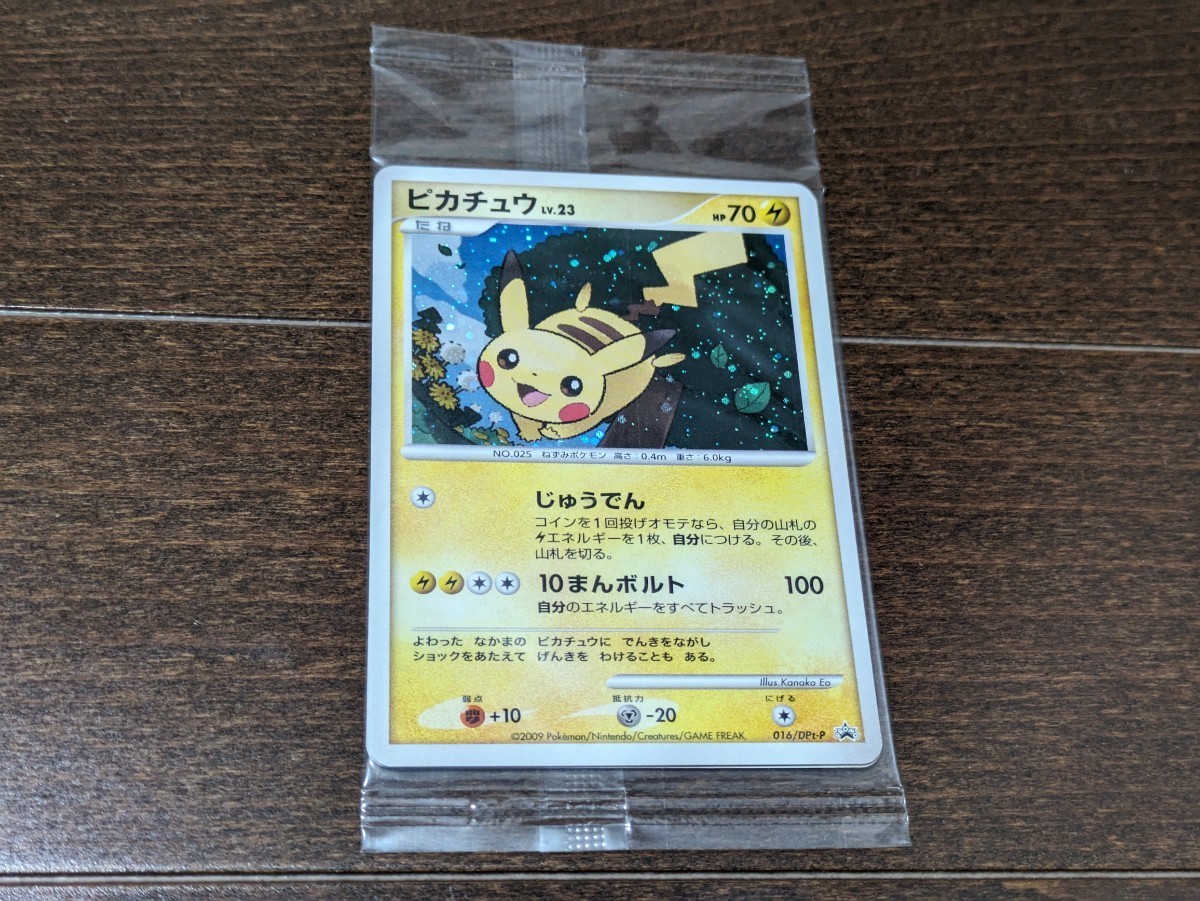 ピカチュウ LV.23 HP 70
たね
NO.025 ねずみポケモン 高さ:0.4m 重さ:6.0kg
じゅうでん
コインを1回投げオモテなら、自分の山札の
エネルギーを1枚、自分につける。その後、
山札を切る。
10まんボルト 100
自分のエネルギーをすべてトラッシュ。
よわった なかまの ピカチュウに でんきをながし
ショックをあたえて げんきを わけることも ある。
Illus.Kanako Eo
弱点 抵抗力 にげる
+10 -20
©2009 Pokémon/Nintendo/Creatures/GAME FREAK. 016/DPt-P